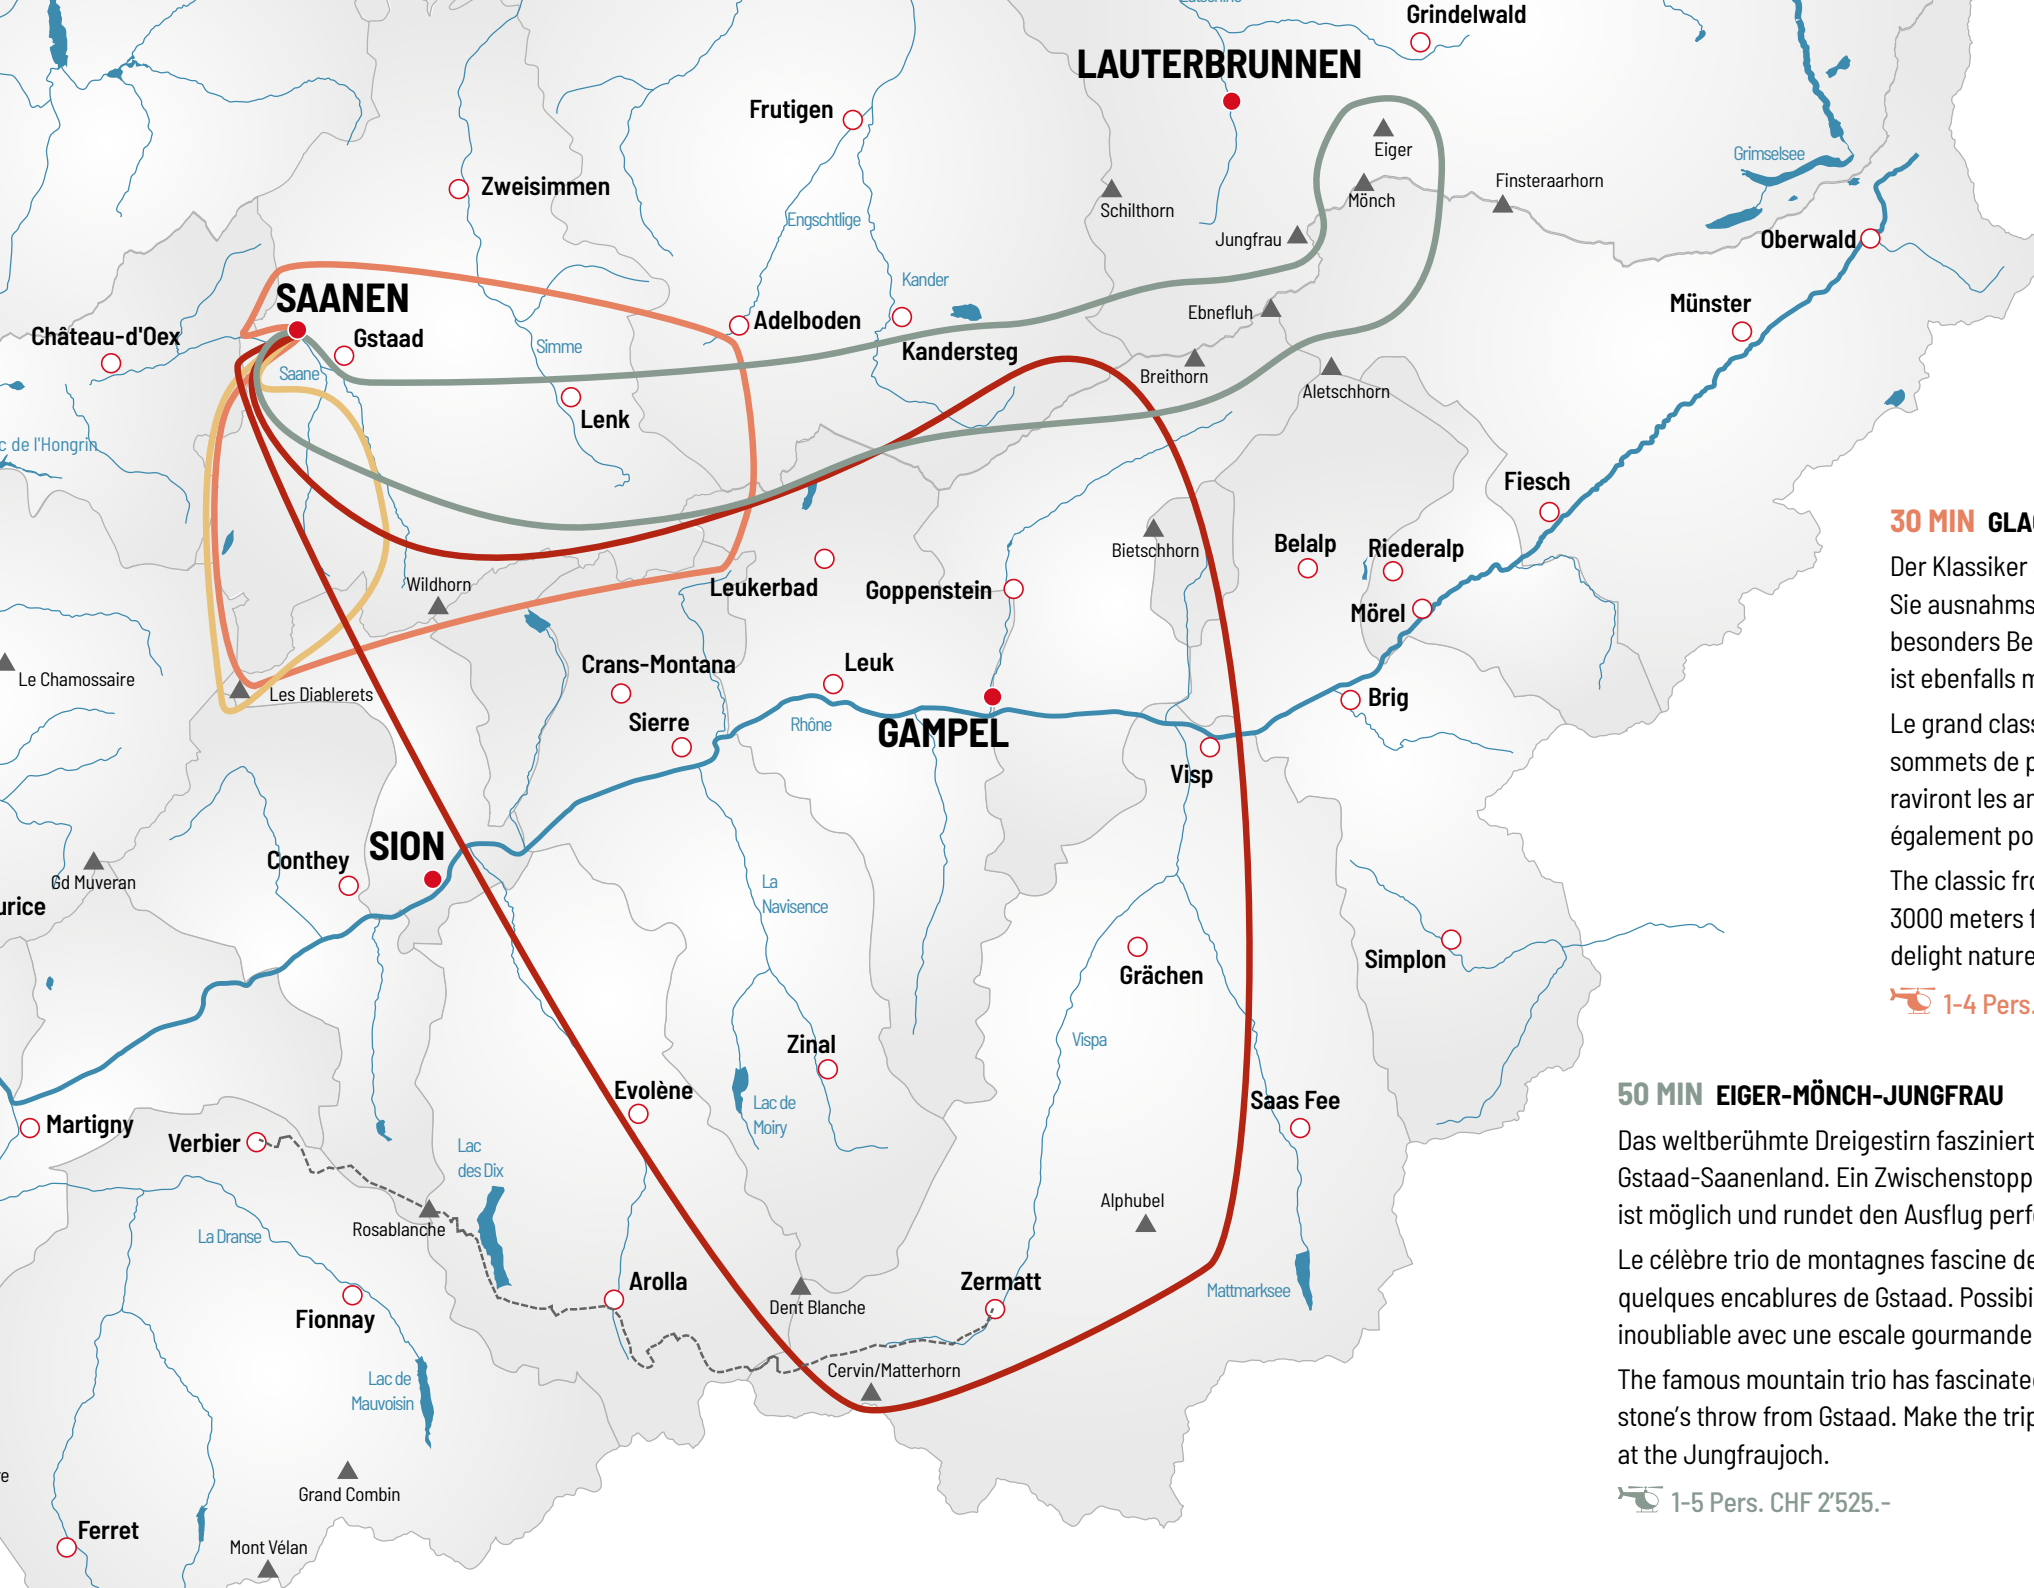 Grindelwald
LAUTERBRUNNEN
Frutigen
Eiger
Grimselsee
Zweisimmen
Finsteraarhorn
Mönch
Schilthorn
Engschtlige
Jungfrau
Oberwald
Kander
SAANEN
Münster
Ebnefluh
Adelboden
Château-d'Oex
Gstaad
Simme
Kandersteg
Saane
Breithorn
Aletschhorn
Lenk
c de l'Hongrin
Fiesch
30 MIN GLA
Belalp
Riederalp
Bietschhorn
Der Klassiker
Wildhorn
Leukerbad
Goppenstein
Sie ausnahms
Mörel
besonders Be
Crans-Montana
Leuk
Le Chamossaire
ist ebenfalls m
Les Diablerets
Brig
Sierre
Rhône
GAMPEL
Le grand class
sommets de p
Visp
raviront les a
également po
SION
Conthey
Gd Muveran
La
Navisence
The classic fro
urice
3000 meters f
Simplon
delight nature
Grächen
1-4 Pers.
Zinal
Vispa
Evolène
Lac de
Moiry
Saas Fee
50 MIN EIGER-MÖNCH-JUNGFRAU
Martigny
Verbier
Lac
des Dix
Das weltberühmte Dreigestirn fasziniert
Gstaad-Saanenland. Ein Zwischenstopp
Alphubel
ist möglich und rundet den Ausflug perf
Rosablanche
La Dranse
Le célèbre trio de montagnes fascine de
Arolla
Zermatt
Mattmarksee
quelques encablures de Gstaad. Possibi
Dent Blanche
Fionnay
inoubliable avec une escale gourmande
Cervin/Matterhorn
Lac de
Mauvoisin
The famous mountain trio has fascinate
stone's throw from Gstaad. Make the trip
at the Jungfraujoch.
Grand Combin
1-5 Pers. CHF 2'525.-
Ferret
Mont Vélan